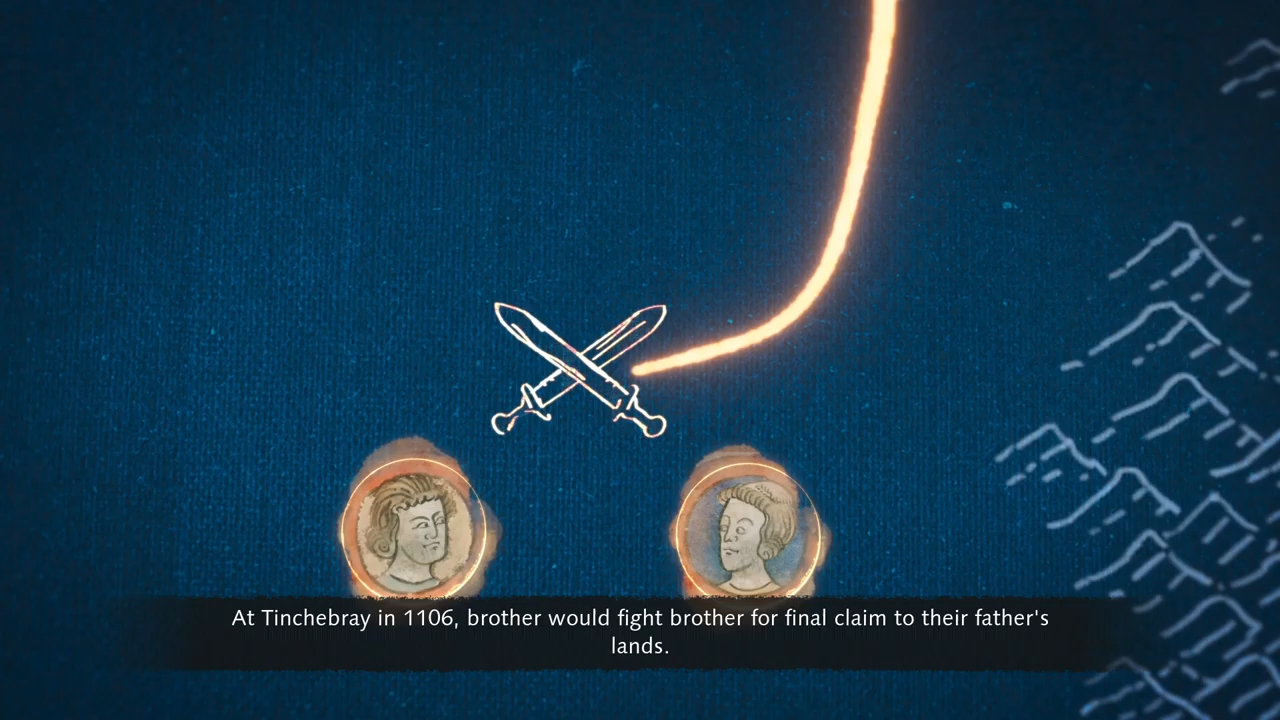 At Tinchebray in 1106, brother would fight brother for final claim to their father's
lands.